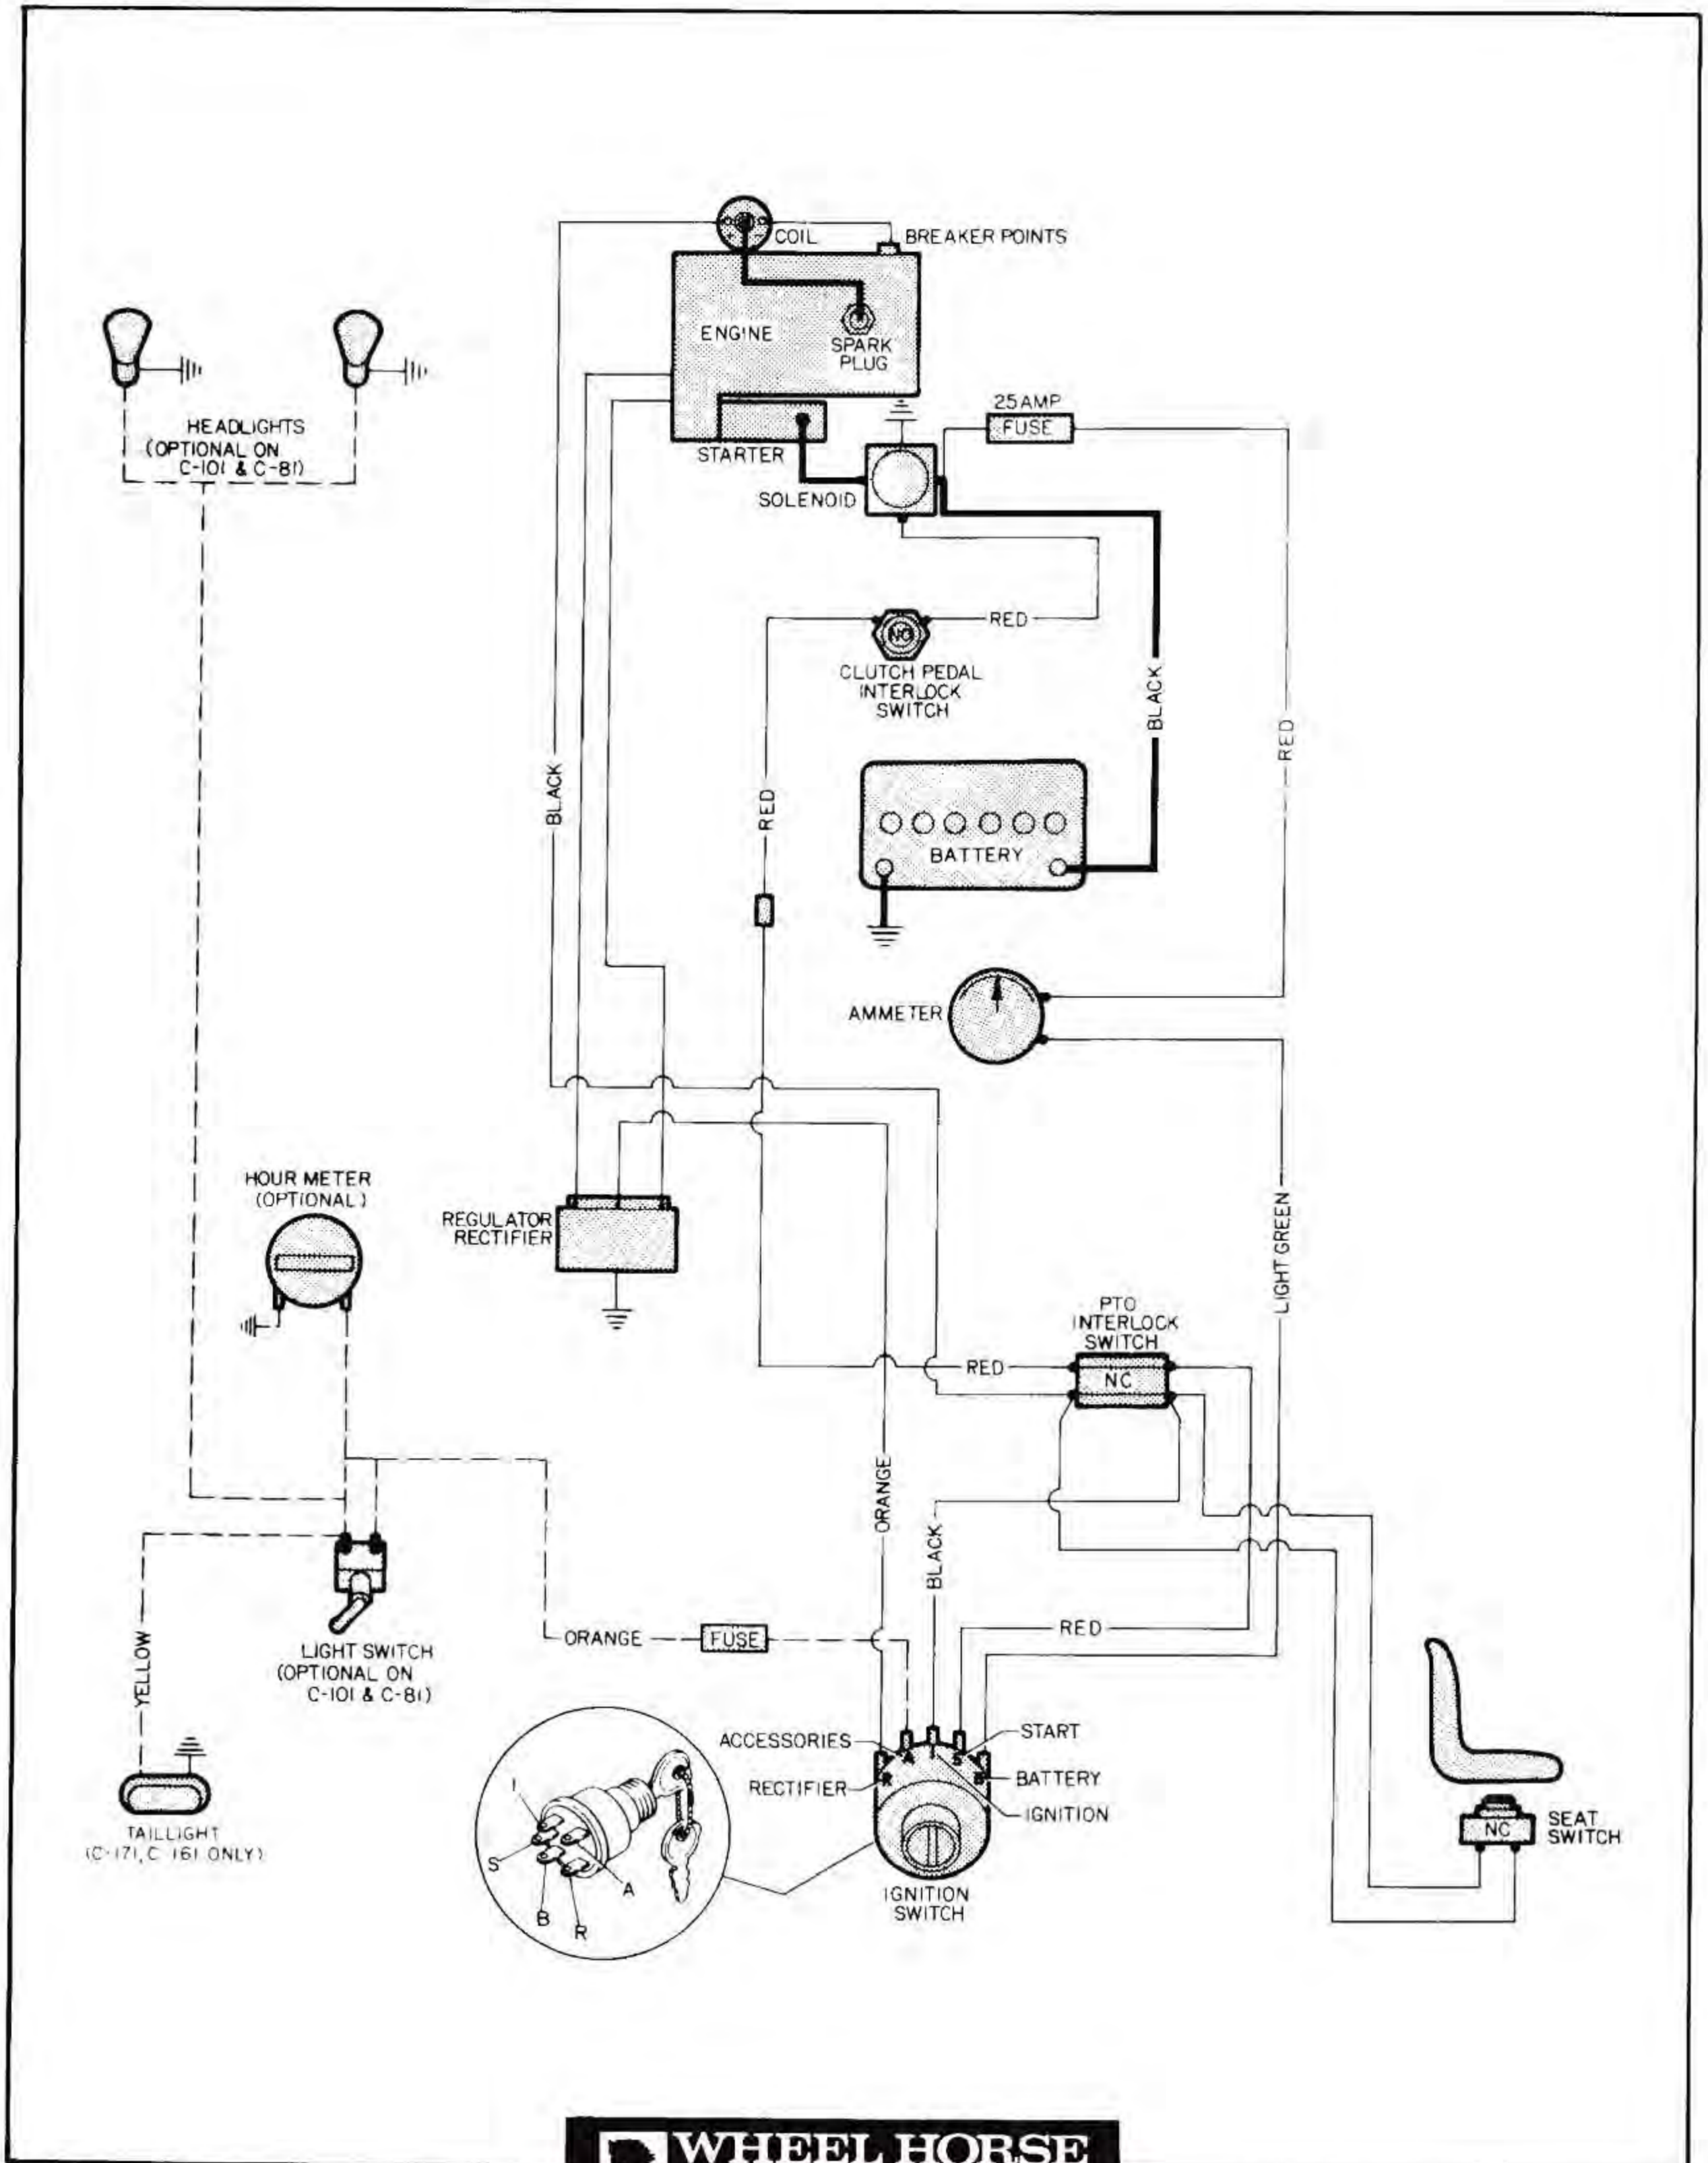 COIL
BREAKER POINTS
ENGINE
SPARK
PLUG
25 AMP
FUSE
HEADLIGHTS
(OPTIONAL ON
C-101 & C-81)
STARTER
SOLENOID
NO
RED
CLUTCH PEDAL
INTERLOCK
SWITCH
BLACK
RED
BLACK
RED
BATTERY
AMMETER
HOUR METER
(OPTIONAL)
REGULATOR
RECTIFIER
LIGHT GREEN
PTO
INTERLOCK
SWITCH
RED
NC
ORANGE
BLACK
YELLOW
LIGHT SWITCH
(OPTIONAL ON
C-101 & C-81)
ORANGE
FUSE
RED
ACCESSORIES
START
A
I
S
RECTIFIER
R
B
BATTERY
IGNITION
I
S
A
B
R
IGNITION
SWITCH
TAILLIGHT
(C-171, C 161 ONLY)
NC
SEAT
SWITCH
WHEEL HORSE